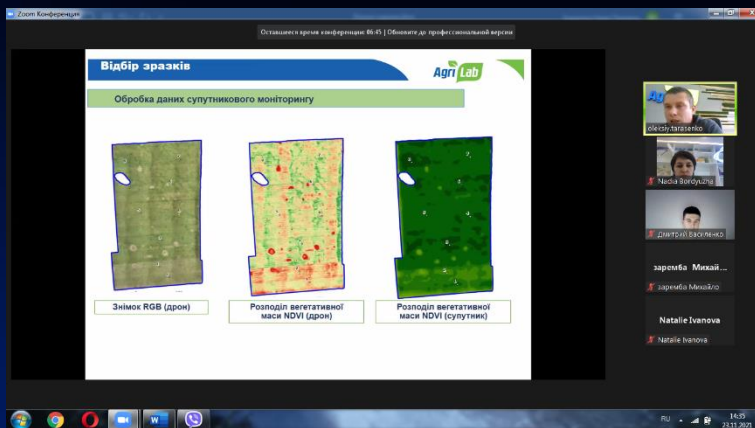 Zoom Конференция
Оставшееся время конференции: 06:45 | Обновите до профессиональной версии
Відбір зразків
Agri Lab
Обробка даних супутникового моніторингу
Знімок RGB (дрон)
Розподіл вегетативної
маси NDVI (дрон)
Розподіл вегетативної
маси NDVI (супутник)
oleksiy.tarasenko
Nadia Bordyuzha
Дмитрий Василенко
заремба Михай...
заремба Михайло
Natalie Ivanova
Natalie Ivanova
RU
14:35